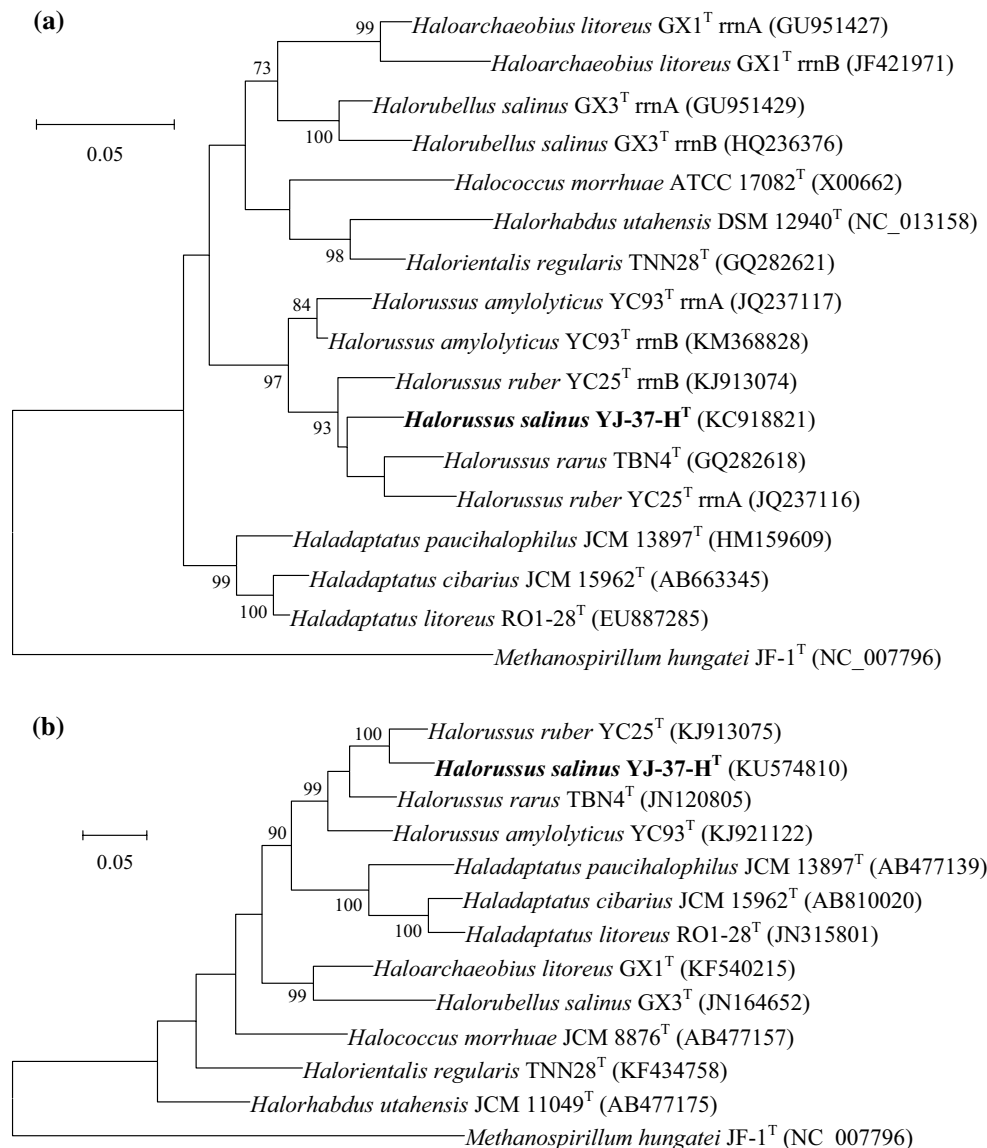 (a)
99
Haloarchaeobius litoreus GX1ᵀ rrnA (GU951427)
Haloarchaeobius litoreus GX1ᵀ rrnB (JF421971)
73
Halorubellus salinus GX3ᵀ rrnA (GU951429)
100
Halorubellus salinus GX3ᵀ rrnB (HQ236376)
0.05
Halococcus morrhuae ATCC 17082ᵀ (X00662)
Halorhabdus utahensis DSM 12940ᵀ (NC_013158)
98
Halorientalis regularis TNN28ᵀ (GQ282621)
84
Halorussus amylolyticus YC93ᵀ rrnA (JQ237117)
Halorussus amylolyticus YC93ᵀ rrnB (KM368828)
97
Halorussus ruber YC25ᵀ rrnB (KJ913074)
93
Halorussus salinus YJ-37-Hᵀ (KC918821)
Halorussus rarus TBN4ᵀ (GQ282618)
Halorussus ruber YC25ᵀ rrnA (JQ237116)
Haladaptatus paucihalophilus JCM 13897ᵀ (HM159609)
99
Haladaptatus cibarius JCM 15962ᵀ (AB663345)
100
Haladaptatus litoreus RO1-28ᵀ (EU887285)
Methanospirillum hungatei JF-1ᵀ (NC_007796)
(b)
100
Halorussus ruber YC25ᵀ (KJ913075)
Halorussus salinus YJ-37-Hᵀ (KU574810)
99
Halorussus rarus TBN4ᵀ (JN120805)
90
Halorussus amylolyticus YC93ᵀ (KJ921122)
0.05
Haladaptatus paucihalophilus JCM 13897ᵀ (AB477139)
100
Haladaptatus cibarius JCM 15962ᵀ (AB810020)
100
Haladaptatus litoreus RO1-28ᵀ (JN315801)
Haloarchaeobius litoreus GX1ᵀ (KF540215)
99
Halorubellus salinus GX3ᵀ (JN164652)
Halococcus morrhuae JCM 8876ᵀ (AB477157)
Halorientalis regularis TNN28ᵀ (KF434758)
Halorhabdus utahensis JCM 11049ᵀ (AB477175)
Methanospirillum hungatei JF-1ᵀ (NC_007796)